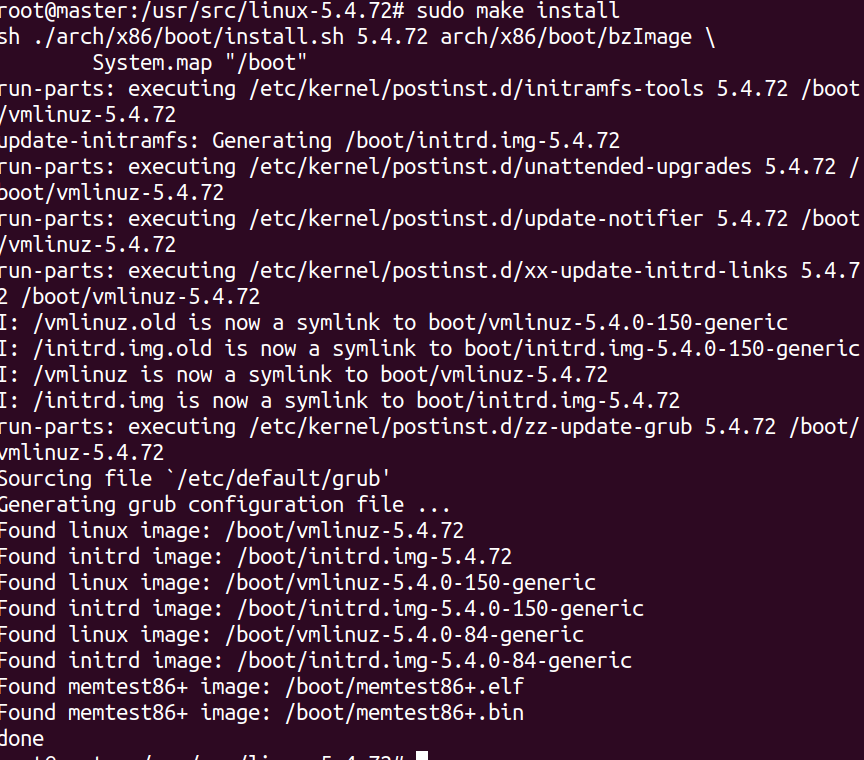 root@master:/usr/src/linux-5.4.72# sudo make install
sh ./arch/x86/boot/install.sh 5.4.72 arch/x86/boot/bzImage \
        System.map "/boot"
run-parts: executing /etc/kernel/postinst.d/initramfs-tools 5.4.72 /boot
/vmlinuz-5.4.72
update-initramfs: Generating /boot/initrd.img-5.4.72
run-parts: executing /etc/kernel/postinst.d/unattended-upgrades 5.4.72 /
boot/vmlinuz-5.4.72
run-parts: executing /etc/kernel/postinst.d/update-notifier 5.4.72 /boot
/vmlinuz-5.4.72
run-parts: executing /etc/kernel/postinst.d/xx-update-initrd-links 5.4.7
2 /boot/vmlinuz-5.4.72
I: /vmlinuz.old is now a symlink to boot/vmlinuz-5.4.0-150-generic
I: /initrd.img.old is now a symlink to boot/initrd.img-5.4.0-150-generic
I: /vmlinuz is now a symlink to boot/vmlinuz-5.4.72
I: /initrd.img is now a symlink to boot/initrd.img-5.4.72
run-parts: executing /etc/kernel/postinst.d/zz-update-grub 5.4.72 /boot/
vmlinuz-5.4.72
Sourcing file `/etc/default/grub'
Generating grub configuration file ...
Found linux image: /boot/vmlinuz-5.4.72
Found initrd image: /boot/initrd.img-5.4.72
Found linux image: /boot/vmlinuz-5.4.0-150-generic
Found initrd image: /boot/initrd.img-5.4.0-150-generic
Found linux image: /boot/vmlinuz-5.4.0-84-generic
Found initrd image: /boot/initrd.img-5.4.0-84-generic
Found memtest86+ image: /boot/memtest86+.elf
Found memtest86+ image: /boot/memtest86+.bin
done
root@master:/usr/src/linux-5.4.72#